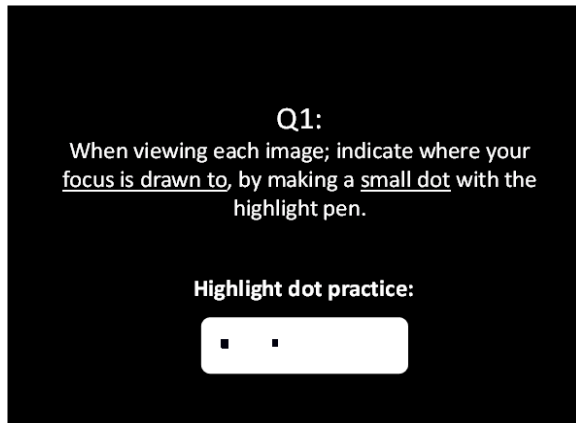 Q1:
When viewing each image; indicate where your
focus is drawn to, by making a small dot with the
highlight pen.
Highlight dot practice: